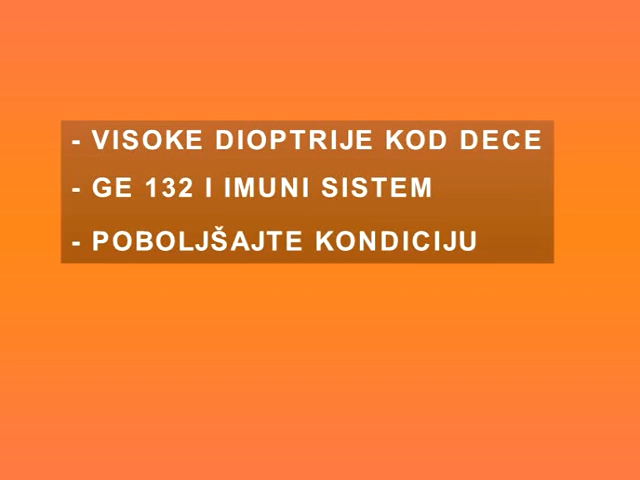 - VISOKE DIOPTRIJE KOD DECE
- GE 132 I IMUNI SISTEM
- POBOLJŠAJTE KONDICIJU